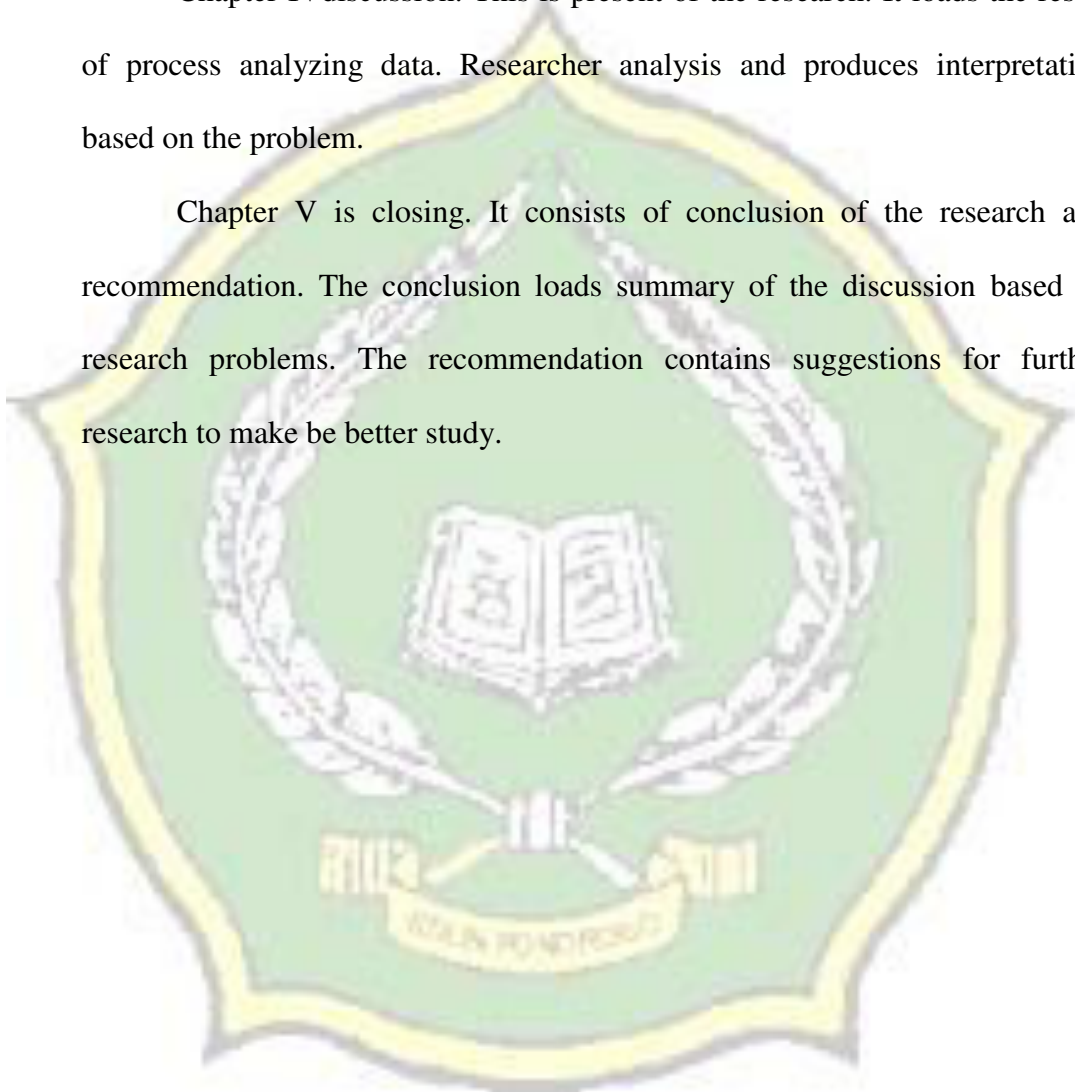 of process analyzing data. Researcher analysis and produces interpretati
based on the problem.
Chapter V is closing. It consists of conclusion of the research a
recommendation. The conclusion loads summary of the discussion based
research problems. The recommendation contains suggestions for furth
research to make be better study.
PONOROGO